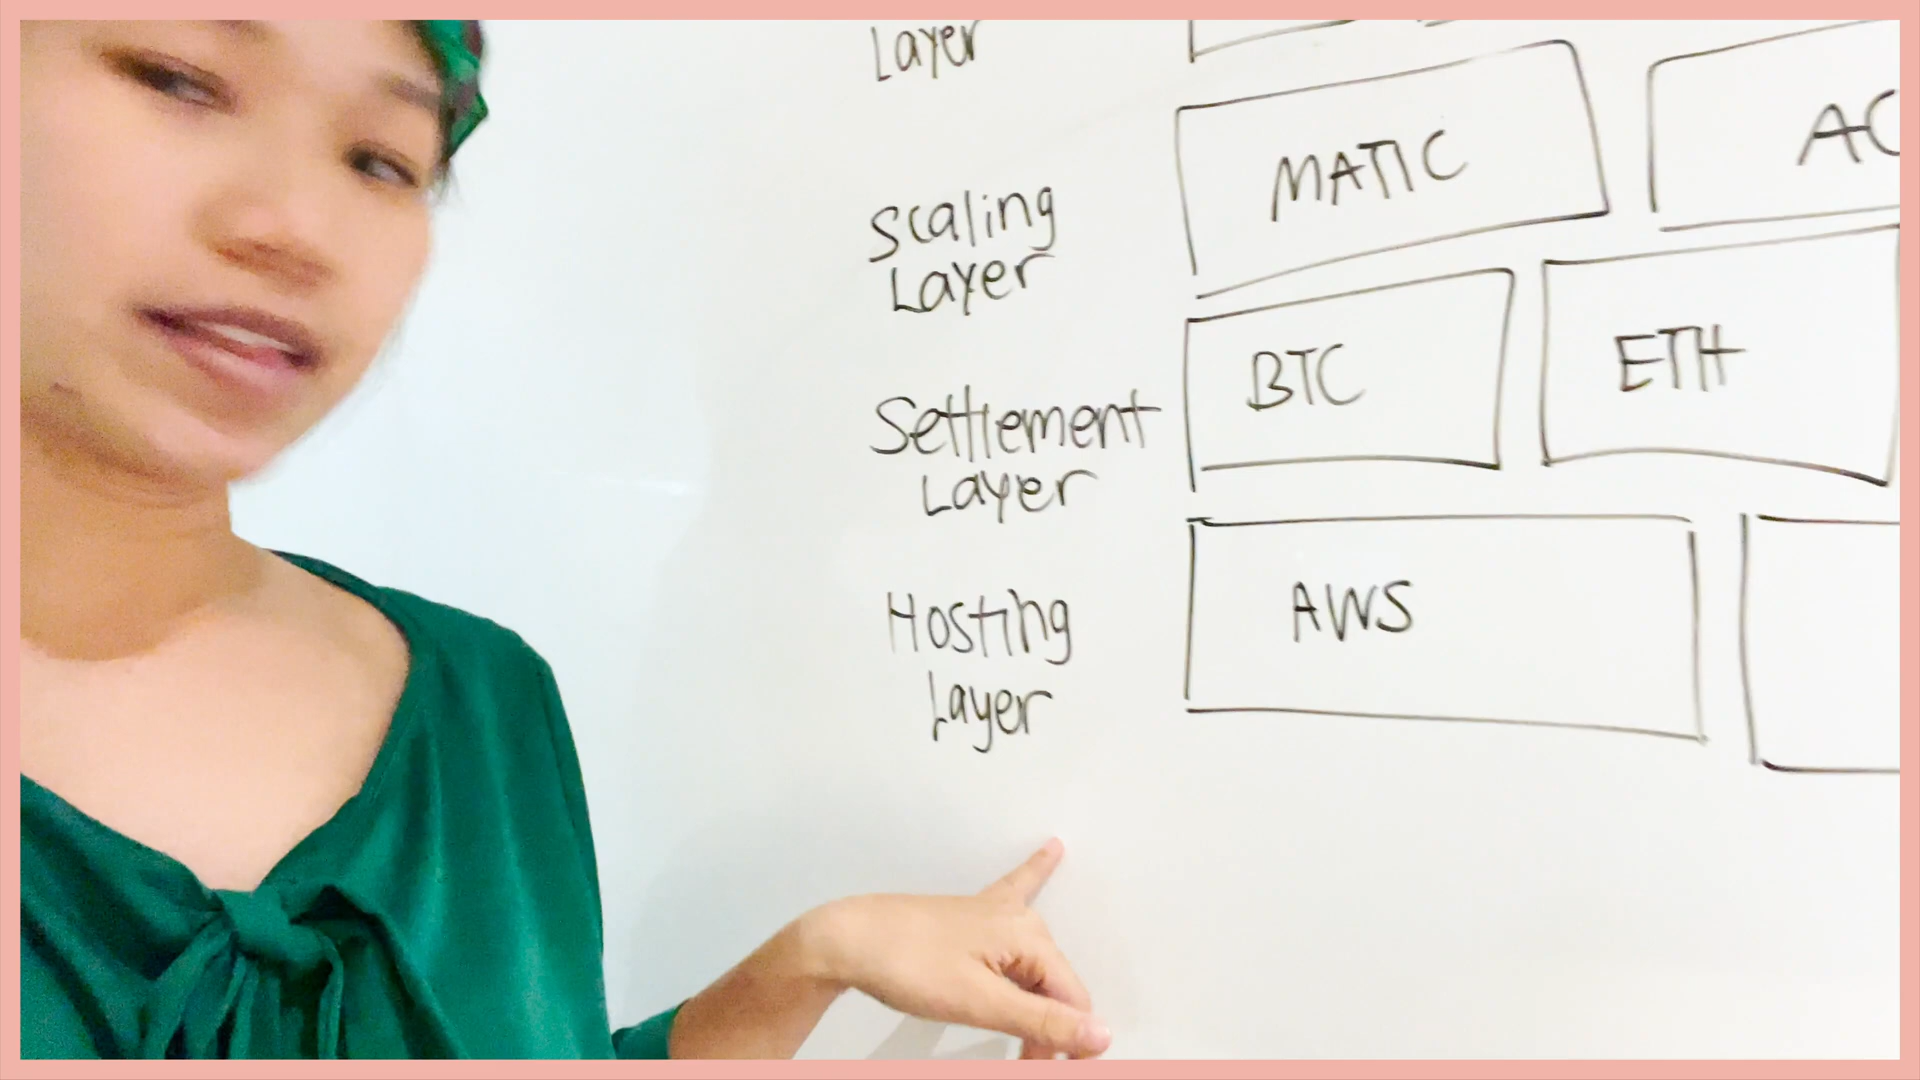 Layer
Scaling
Layer
MATIC
Settlement
Layer
BTC
ETH
Hosting
Layer
AWS